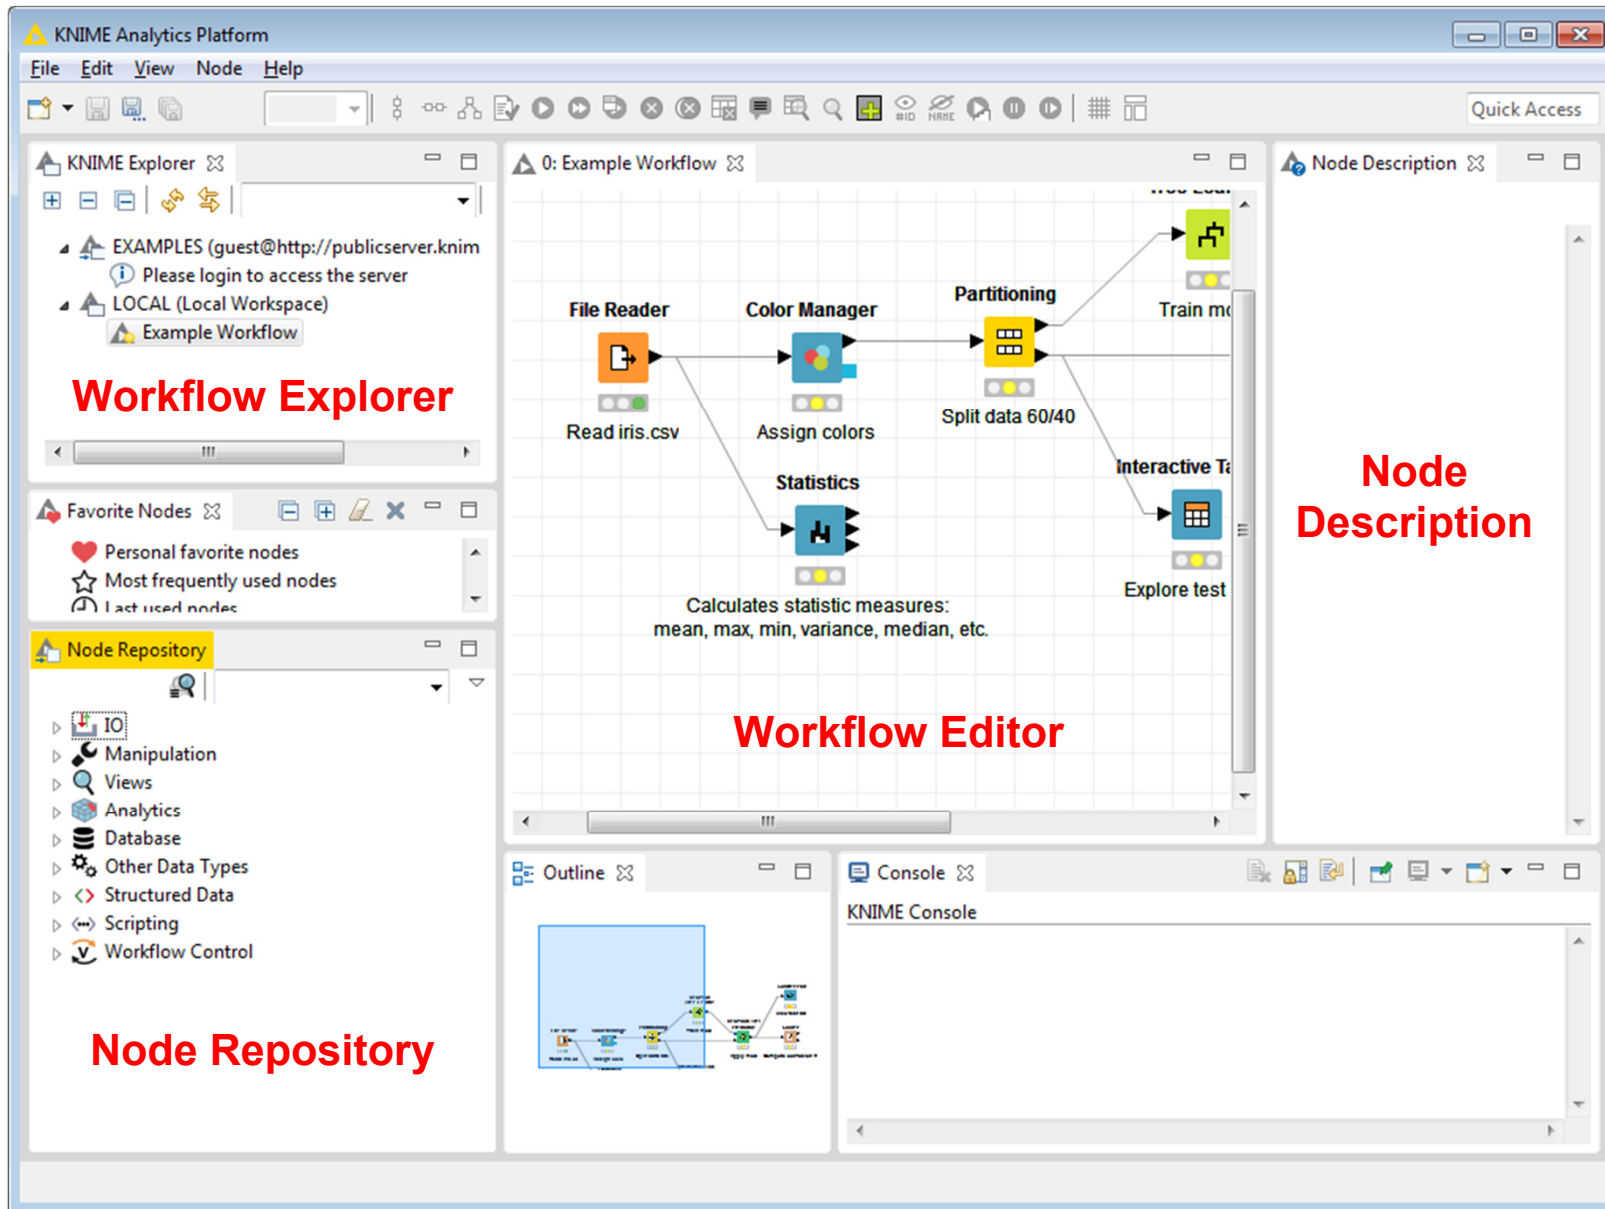 KNIME Analytics Platform
File Edit View Node Help
#ID NAME
Quick Access
KNIME Explorer
EXAMPLES (guest@http://publicserver.knim
Please login to access the server
LOCAL (Local Workspace)
Example Workflow
Workflow Explorer
Favorite Nodes
Personal favorite nodes
Most frequently used nodes
Last used nodes
Node Repository
IO
Manipulation
Views
Analytics
Database
Other Data Types
Structured Data
Scripting
Workflow Control
Node Repository
0: Example Workflow
File Reader
Read iris.csv
Color Manager
Assign colors
Partitioning
Split data 60/40
Train mo
Statistics
Calculates statistic measures:
mean, max, min, variance, median, etc.
Interactive Ta
Explore test
Workflow Editor
Node Description
Node
Description
Outline
Console
KNIME Console